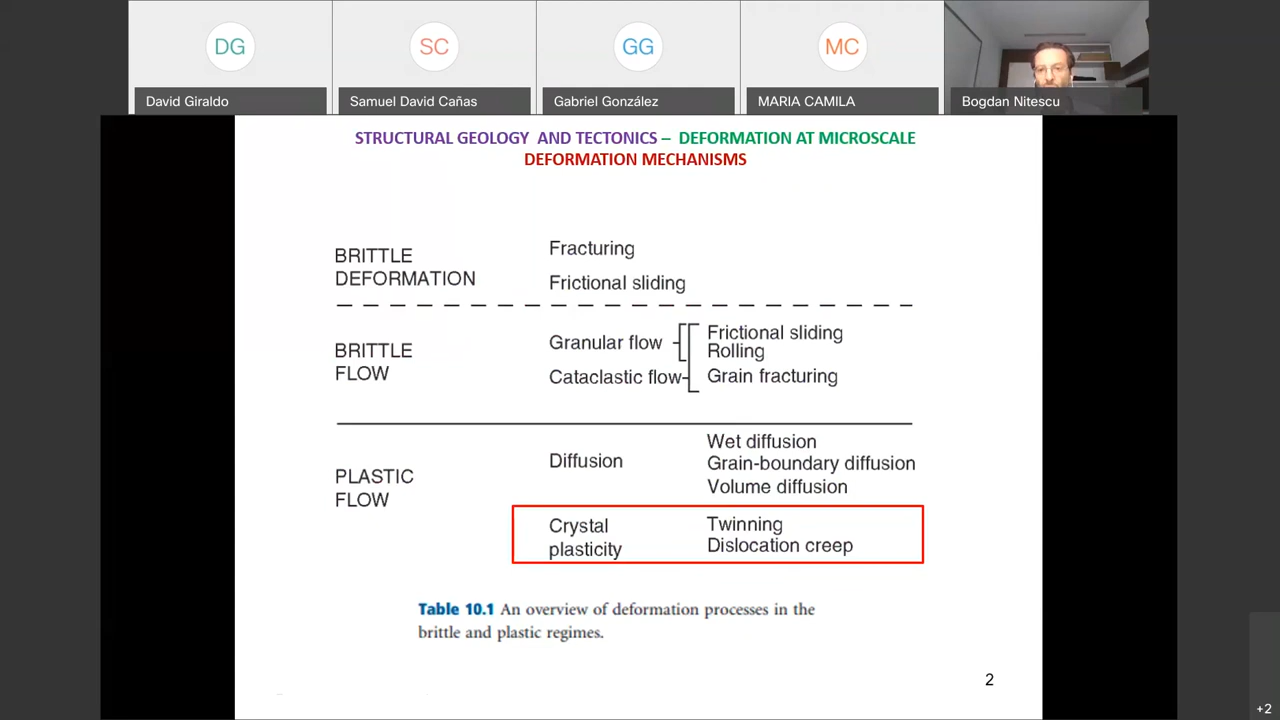 DG
SC
GG
MC
David Giraldo
Samuel David Cañas
Gabriel González
MARIA CAMILA
Bogdan Nitescu
STRUCTURAL GEOLOGY AND TECTONICS – DEFORMATION AT MICROSCALE
DEFORMATION MECHANISMS
BRITTLE
DEFORMATION
Fracturing
Frictional sliding
BRITTLE
FLOW
Granular flow
Cataclastic flow
Frictional sliding
Rolling
Grain fracturing
PLASTIC
FLOW
Diffusion
Wet diffusion
Grain-boundary diffusion
Volume diffusion
Crystal
plasticity
Twinning
Dislocation creep
Table 10.1 An overview of deformation processes in the
brittle and plastic regimes.
2
+2